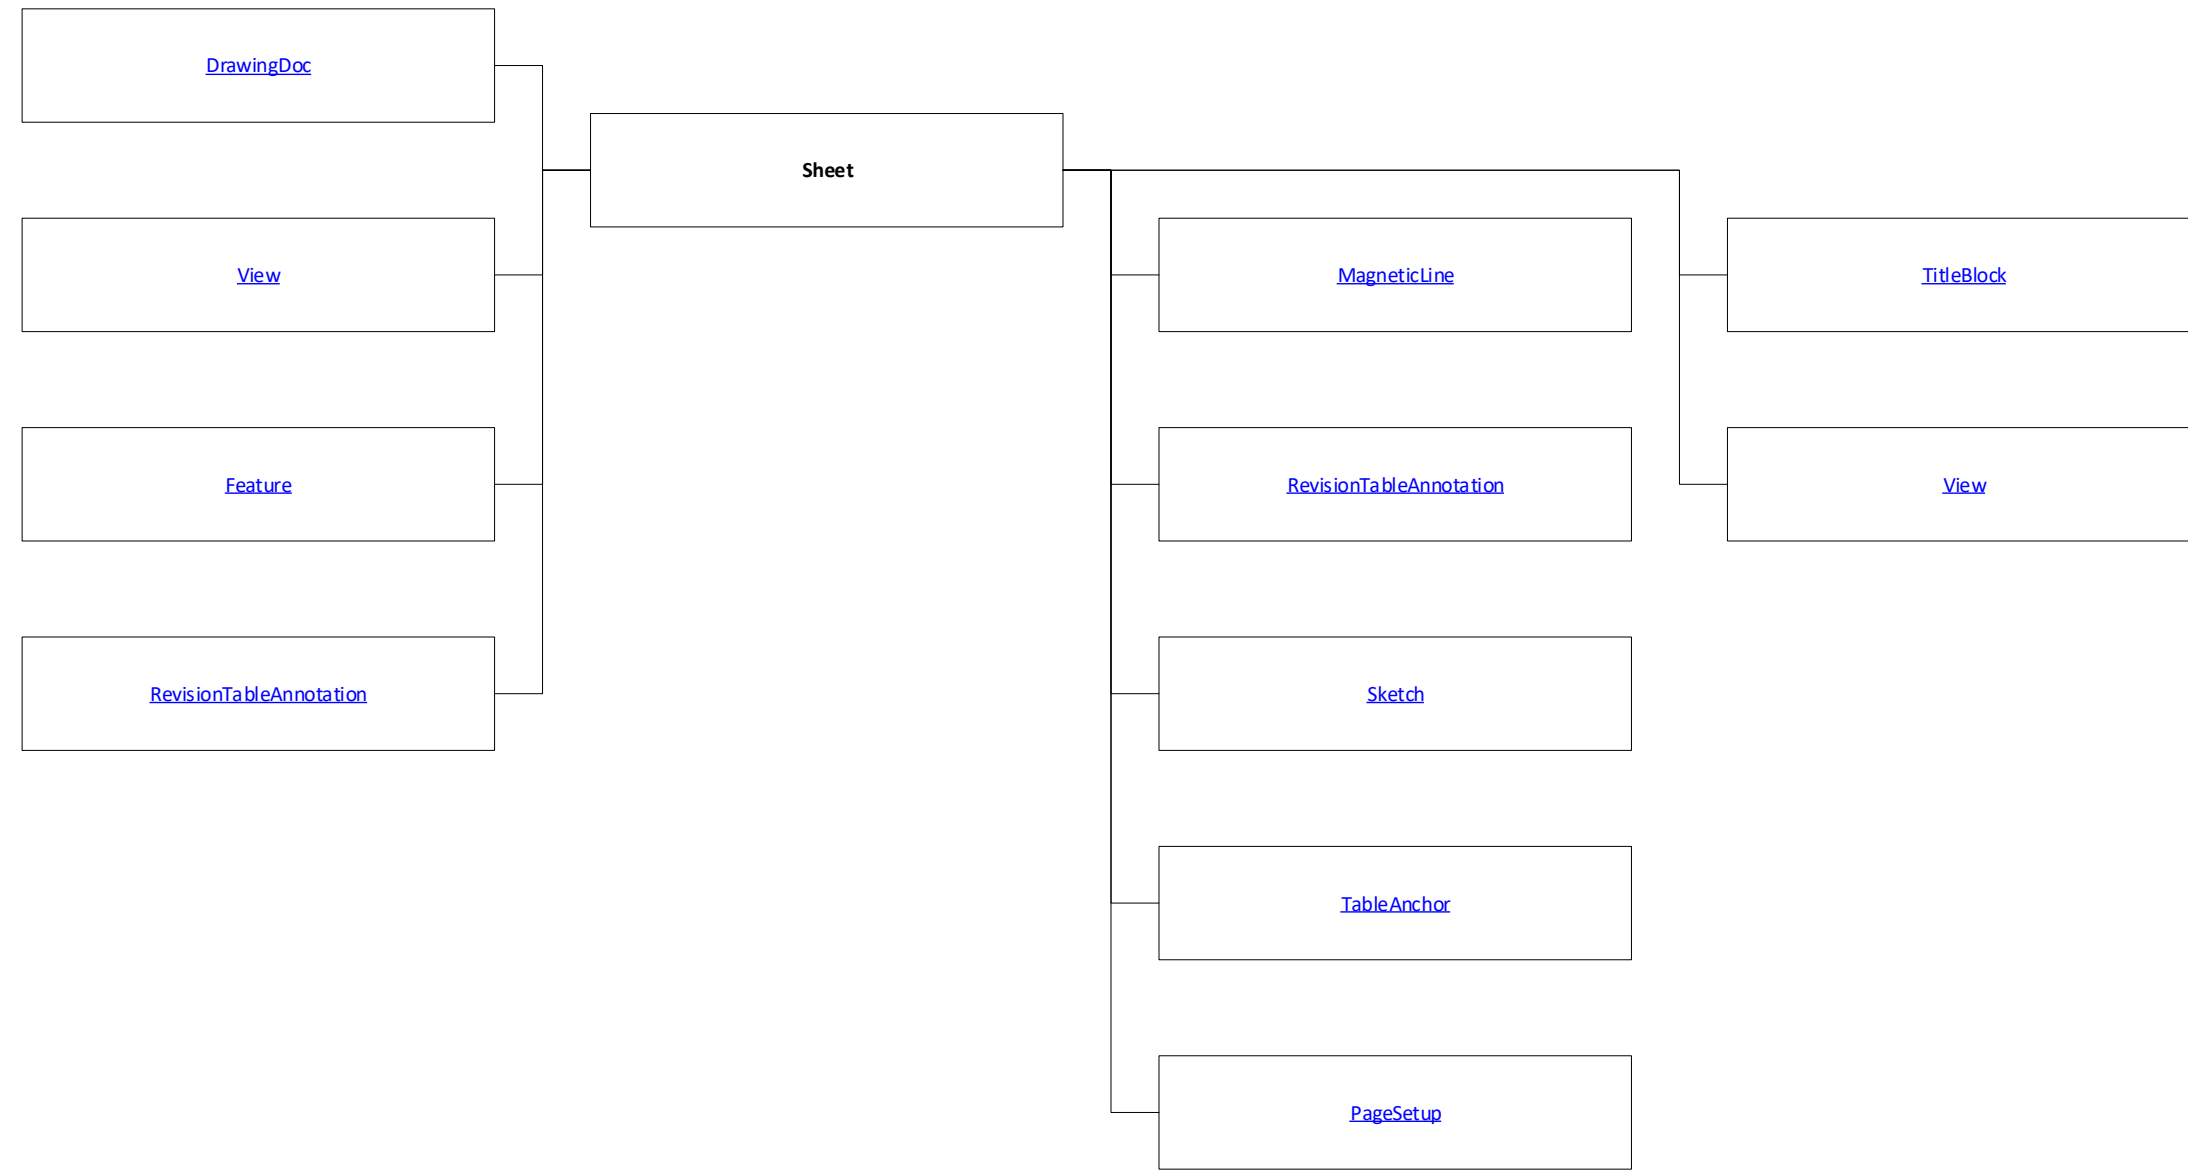 DrawingDoc
Sheet
View
MagneticLine
TitleBlock
Feature
RevisionTableAnnotation
View
RevisionTableAnnotation
Sketch
TableAnchor
PageSetup